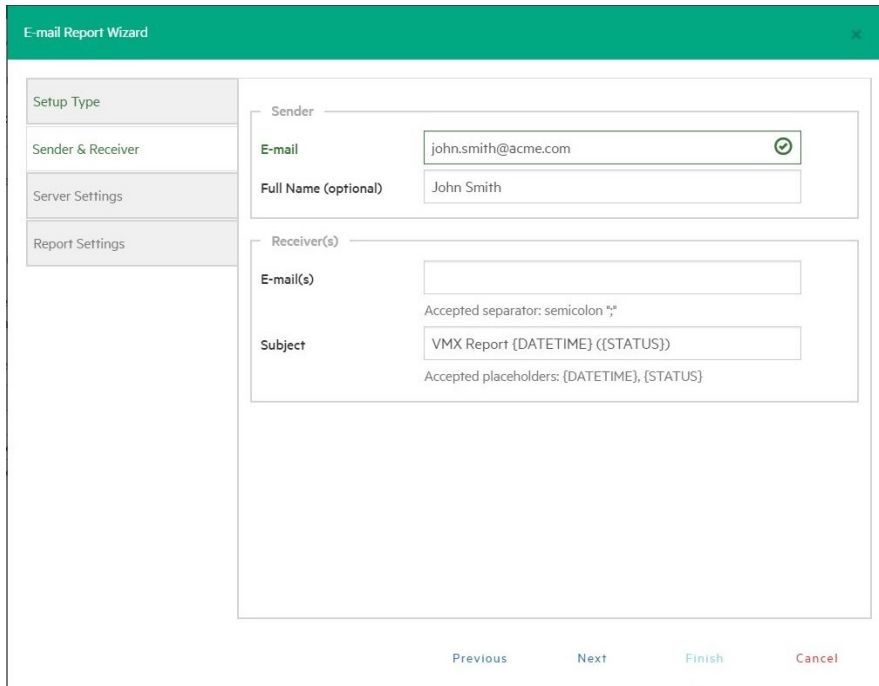 E-mail Report Wizard
Setup Type
Sender & Receiver
Server Settings
Report Settings
Sender
E-mail
john.smith@acme.com
Full Name (optional)
John Smith
Receiver(s)
E-mail(s)
Accepted separator: semicolon ";"
Subject
VMX Report {DATETIME} ({STATUS})
Accepted placeholders: {DATETIME}, {STATUS}
Previous
Next
Finish
Cancel